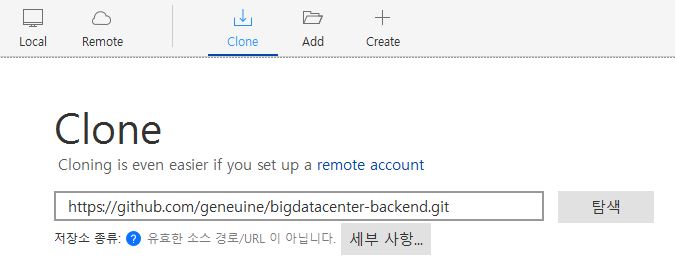 Local Remote Clone Add Create
Clone
Cloning is even easier if you set up a remote account
https://github.com/geneuine/bigdatacenter-backend.git 탐색
저장소 종류: ? 유효한 소스 경로/URL 이 아닙니다. 세부 사항...